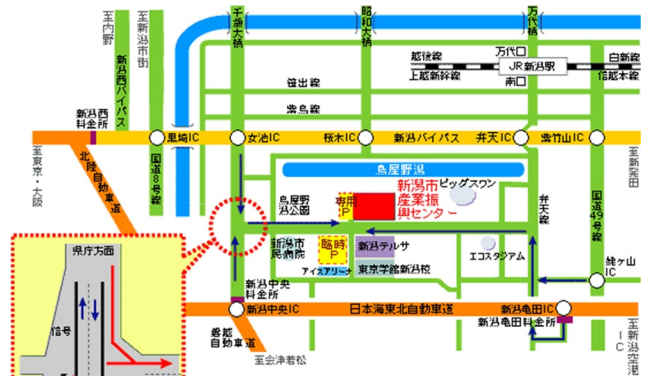 至内野
至新潟市街
千歳大橋
昭和大橋
万代橋
新潟西バイパス
越後線
上越新幹線
万代口
JR新潟駅
南口
白新線
信越本線
笹出線
紫鳥線
新潟西
料金所
黒埼IC
女池IC
桜木IC
新潟バイパス
弁天IC
紫竹山IC
至東京・大阪
北陸自動車道
国道8号線
至新発田
鳥屋野潟
鳥屋野
潟公園
専用
P
新潟市
産業振
興センター
ビッグスワン
弁天線
国道49号線
新潟市
民病院
臨時
P
新潟テルサ
アイスアリーナ
東京学館新潟校
エコスタジアム
姥ヶ山
IC
県庁方面
信号
新潟中央
料金所
新潟中央IC
日本海東北自動車道
新潟亀田IC
新潟亀田料金所
磐越
自動車道
至会津若松
至新潟空港IC